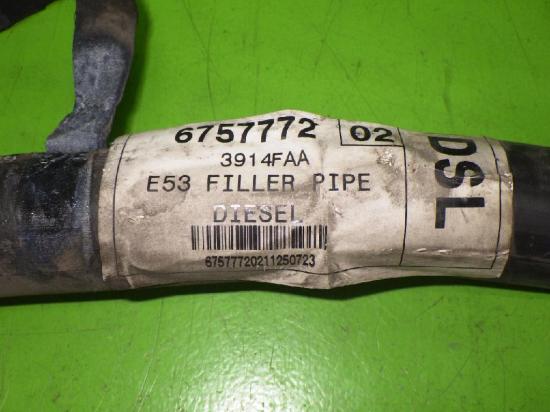 6757772 02
3914FAA
E53 FILLER PIPE
DIESEL
67577720211250723
DSL